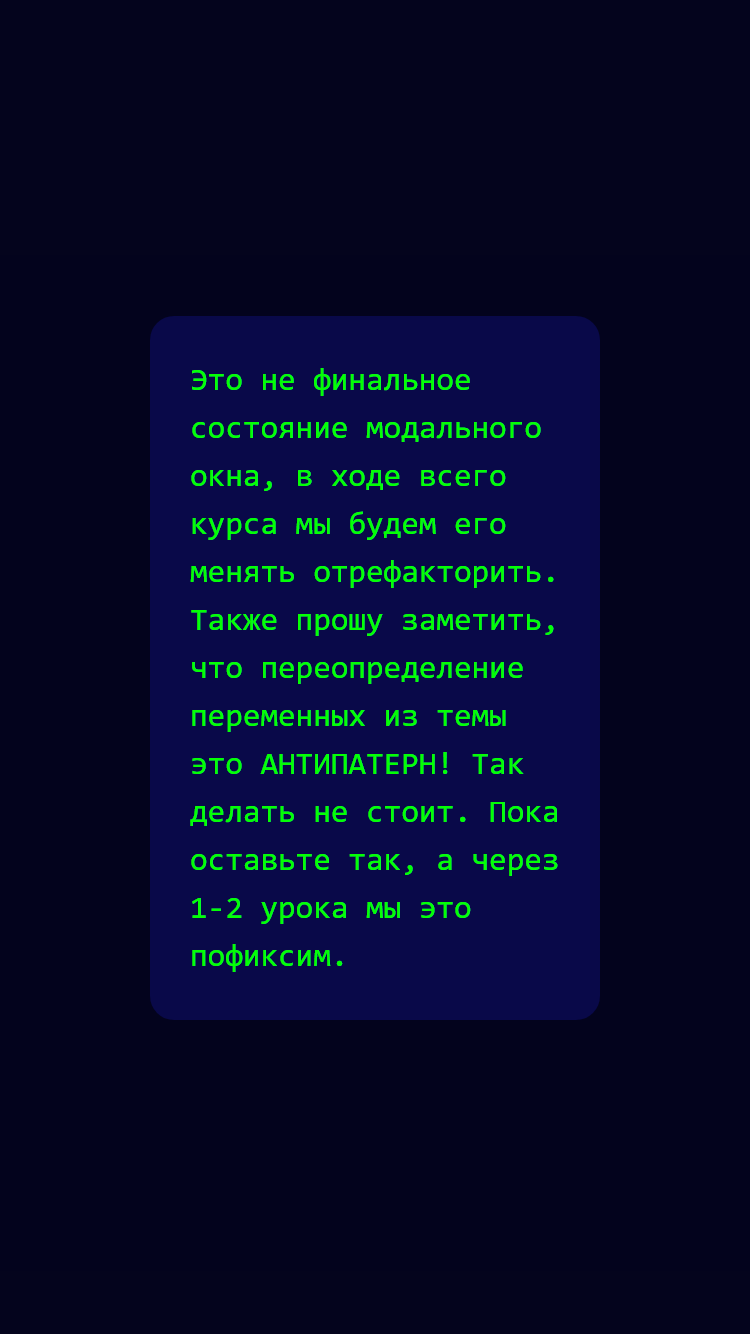 Это не финальное
состояние модального
окна, в ходе всего
курса мы будем его
менять отрефакторить.
Также прошу заметить,
что переопределение
переменных из темы
это АНТИПАТЕРН! Так
делать не стоит. Пока
оставьте так, а через
1-2 урока мы это
пофиксим.